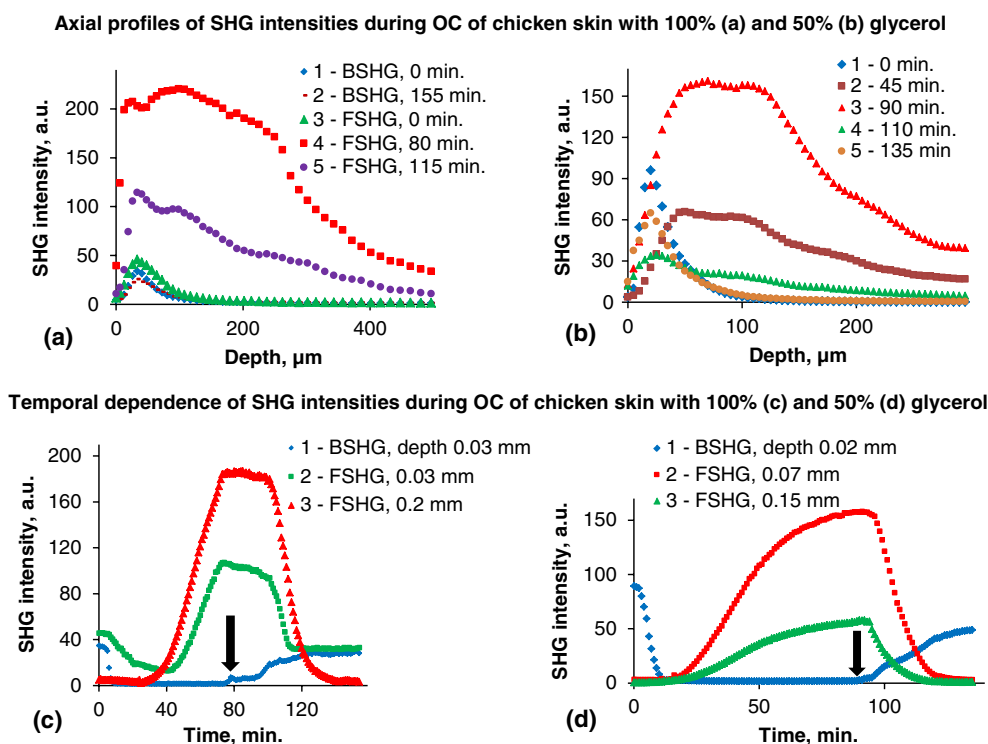 Axial profiles of SHG intensities during OC of chicken skin with 100% (a) and 50% (b) glycerol
SHG intensity, a.u.
200
150
100
50
0
0
200
400
Depth, µm
(a)
1 - BSHG, 0 min.
2 - BSHG, 155 min.
3 - FSHG, 0 min.
4 - FSHG, 80 min.
5 - FSHG, 115 min.
SHG intensity, a.u.
150
120
90
60
30
0
0
100
200
Depth, µm
(b)
1 - 0 min.
2 - 45 min.
3 - 90 min.
4 - 110 min.
5 - 135 min
Temporal dependence of SHG intensities during OC of chicken skin with 100% (c) and 50% (d) glycerol
SHG intensity, a.u.
200
160
120
80
40
0
0
40
80
120
Time, min.
(c)
1 - BSHG, depth 0.03 mm
2 - FSHG, 0.03 mm
3 - FSHG, 0.2 mm
SHG intensity, a.u.
150
100
50
0
0
50
100
Time, min.
(d)
1 - BSHG, depth 0.02 mm
2 - FSHG, 0.07 mm
3 - FSHG, 0.15 mm